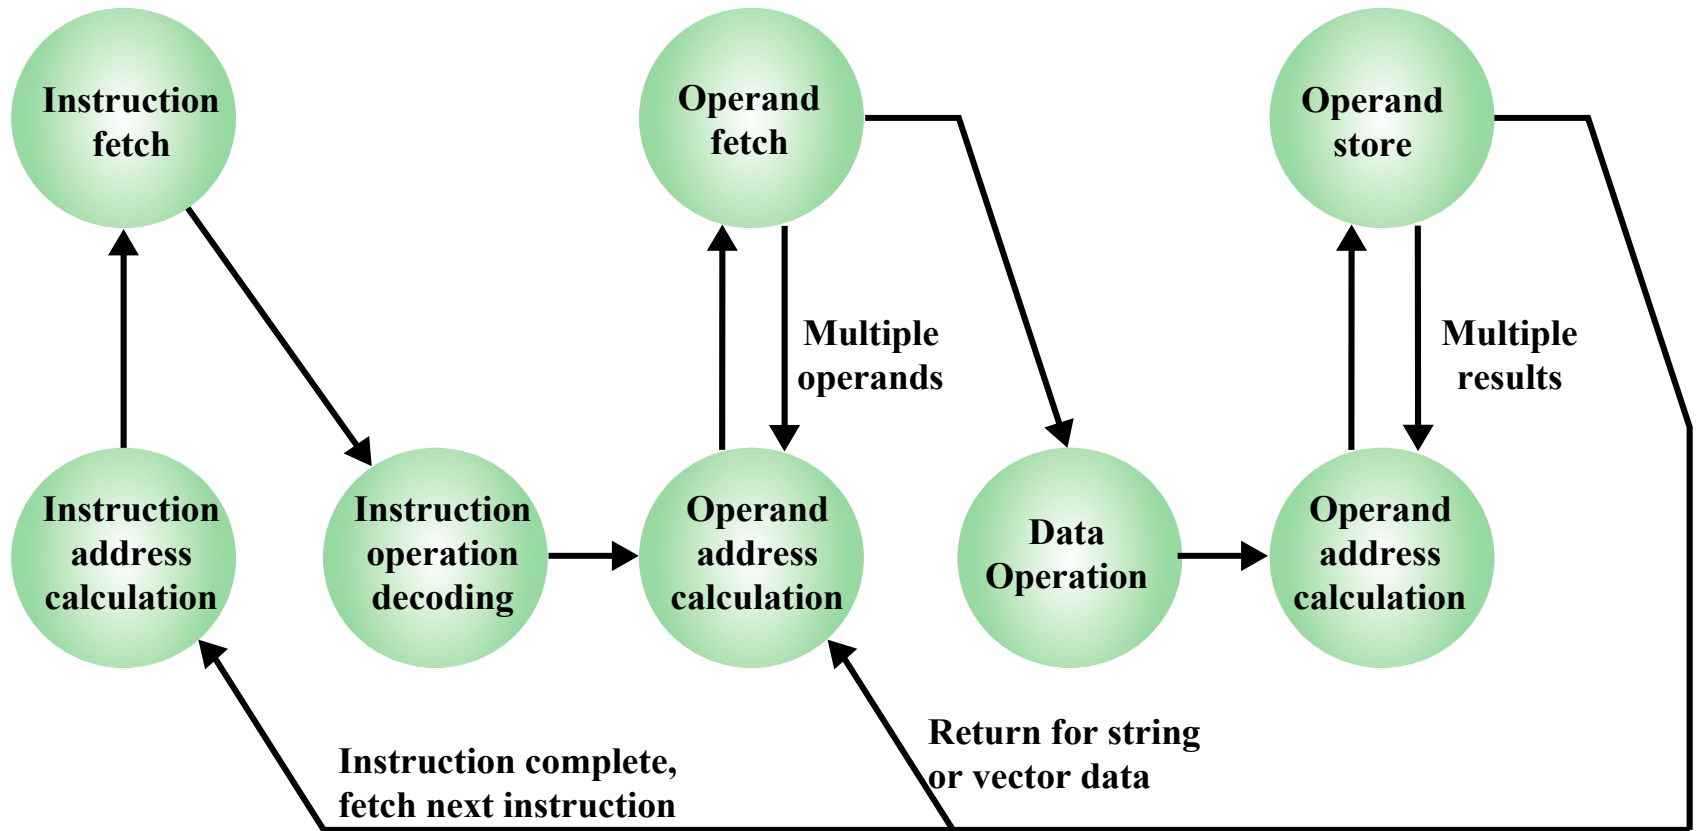 Instruction
fetch
Operand
fetch
Operand
store
Multiple
operands
Multiple
results
Instruction
address
calculation
Instruction
operation
decoding
Operand
address
calculation
Data
Operation
Operand
address
calculation
Instruction complete,
fetch next instruction
Return for string
or vector data